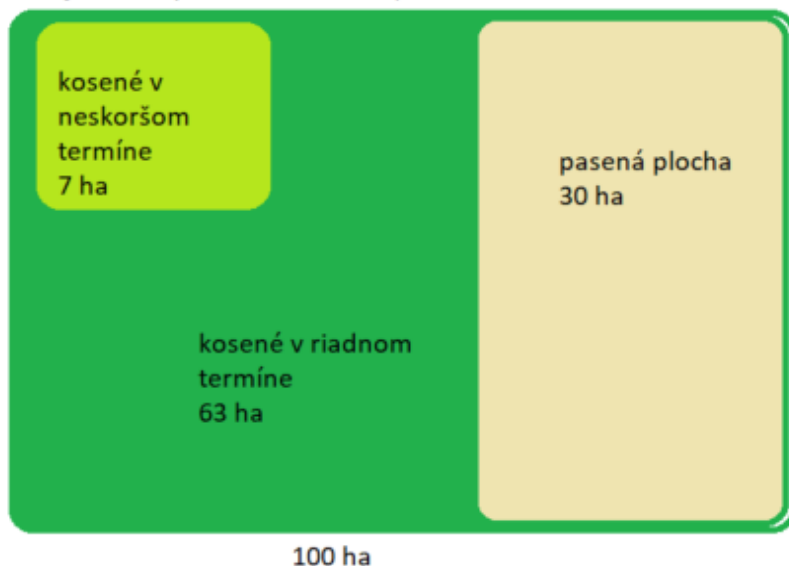 kosené v
neskoršom
termíne
7 ha
pasená plocha
30 ha
kosené v riadnom
termíne
63 ha
100 ha